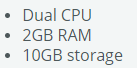 • Dual CPU
• 2GB RAM
• 10GB storage